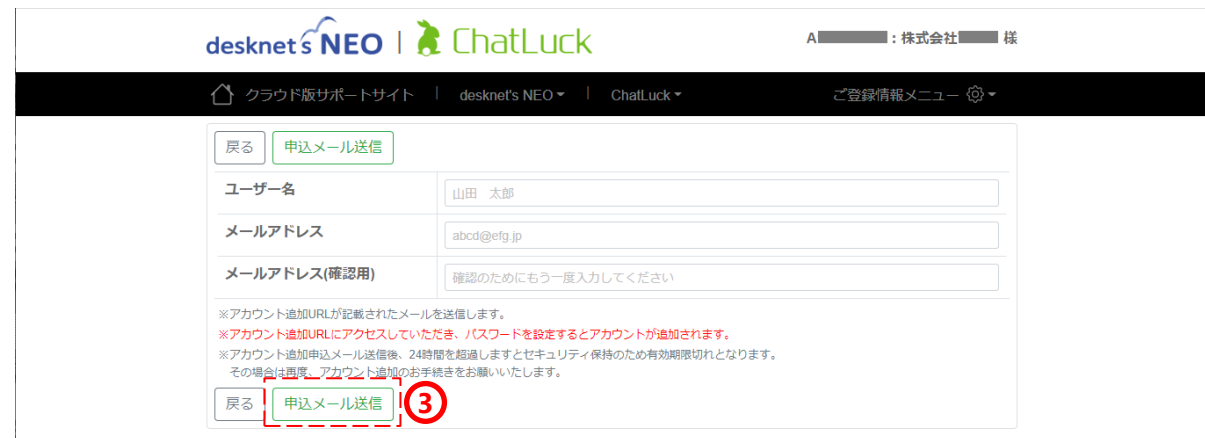 desknet's NEO | ChatLuck
A : 株式会社 様
クラウド版サポートサイト | desknet's NEO | ChatLuck ご登録情報メニュー
戻る 申込メール送信
ユーザー名 山田 太郎
メールアドレス abcd@efg.jp
メールアドレス(確認用) 確認のためにもう一度入力してください
※アカウント追加URLが記載されたメールを送信します。
※アカウント追加URLにアクセスしていただき、パスワードを設定するとアカウントが追加されます。
※アカウント追加申込メール送信後、24時間を超過しますとセキュリティ保持のため有効期限切れとなります。
その場合は再度、アカウント追加のお手続きをお願いいたします。
戻る 申込メール送信 3